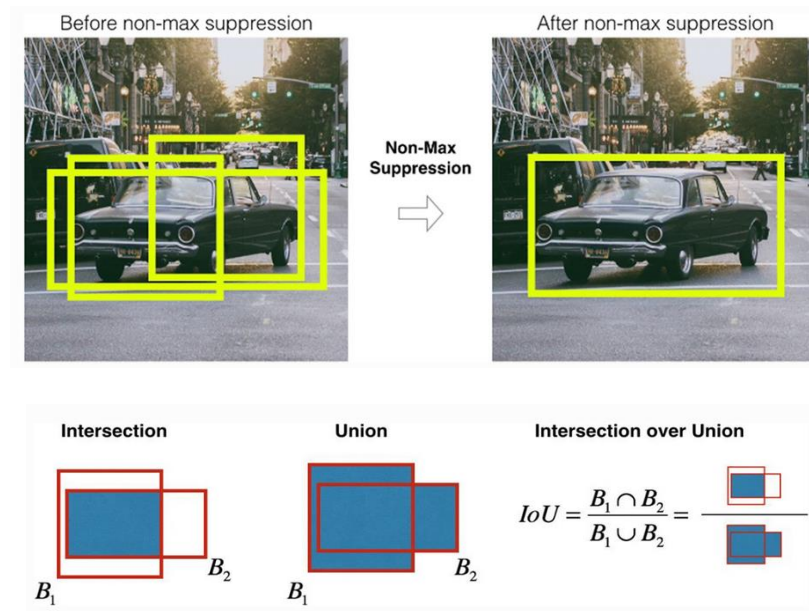 Before non-max suppression
After non-max suppression
Non-Max
Suppression
Intersection
Union
Intersection over Union
B₁
B₂
B₁
B₂
IoU = B₁ ∩ B₂ / B₁ ∪ B₂ =